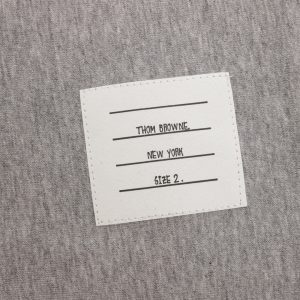 THOM BROWNE.
NEW YORK
SIZE 2.